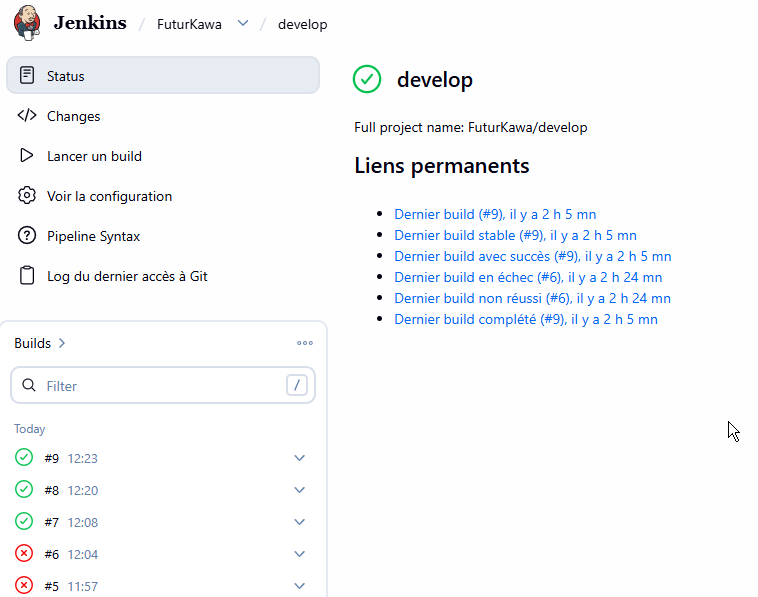 Jenkins / FuturKawa / develop
Status
Changes
Lancer un build
Voir la configuration
Pipeline Syntax
Log du dernier accès à Git
Builds
Filter /
Today
#9 12:23
#8 12:20
#7 12:08
#6 12:04
#5 11:57
develop
Full project name: FuturKawa/develop
Liens permanents
Dernier build (#9), il y a 2 h 5 mn
Dernier build stable (#9), il y a 2 h 5 mn
Dernier build avec succès (#9), il y a 2 h 5 mn
Dernier build en échec (#6), il y a 2 h 24 mn
Dernier build non réussi (#6), il y a 2 h 24 mn
Dernier build complété (#9), il y a 2 h 5 mn